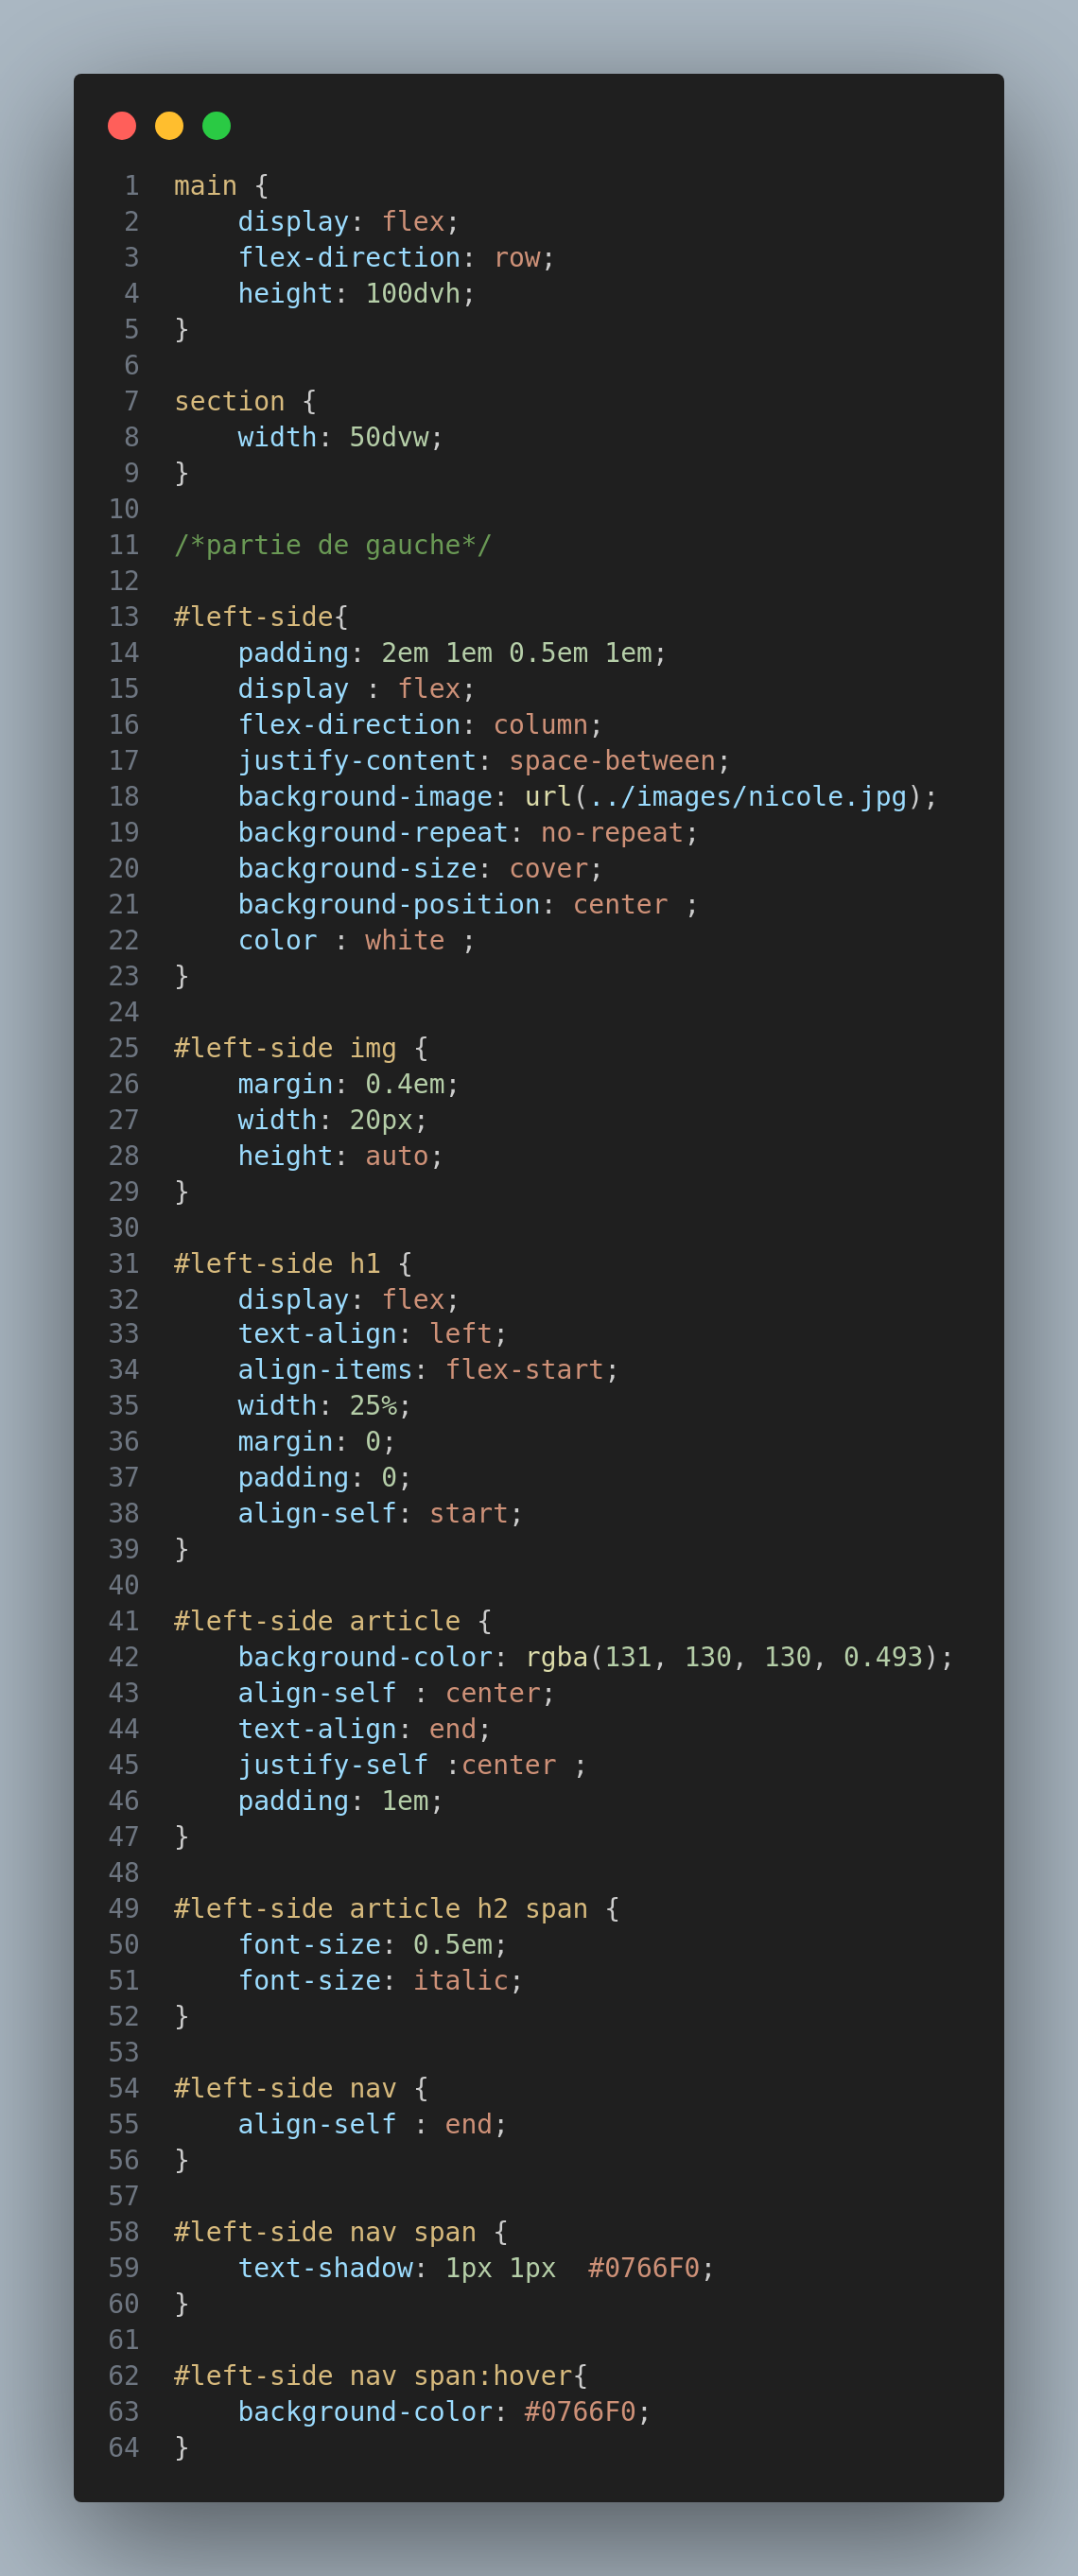 1 main {
2     display: flex;
3     flex-direction: row;
4     height: 100dvh;
5 }
6
7 section {
8     width: 50dvw;
9 }
10
11 /*partie de gauche*/
12
13 #left-side{
14     padding: 2em 1em 0.5em 1em;
15     display : flex;
16     flex-direction: column;
17     justify-content: space-between;
18     background-image: url(../images/nicole.jpg);
19     background-repeat: no-repeat;
20     background-size: cover;
21     background-position: center ;
22     color : white ;
23 }
24
25 #left-side img {
26     margin: 0.4em;
27     width: 20px;
28     height: auto;
29 }
30
31 #left-side h1 {
32     display: flex;
33     text-align: left;
34     align-items: flex-start;
35     width: 25%;
36     margin: 0;
37     padding: 0;
38     align-self: start;
39 }
40
41 #left-side article {
42     background-color: rgba(131, 130, 130, 0.493);
43     align-self : center;
44     text-align: end;
45     justify-self :center ;
46     padding: 1em;
47 }
48
49 #left-side article h2 span {
50     font-size: 0.5em;
51     font-size: italic;
52 }
53
54 #left-side nav {
55     align-self : end;
56 }
57
58 #left-side nav span {
59     text-shadow: 1px 1px  #0766F0;
60 }
61
62 #left-side nav span:hover{
63     background-color: #0766F0;
64 }